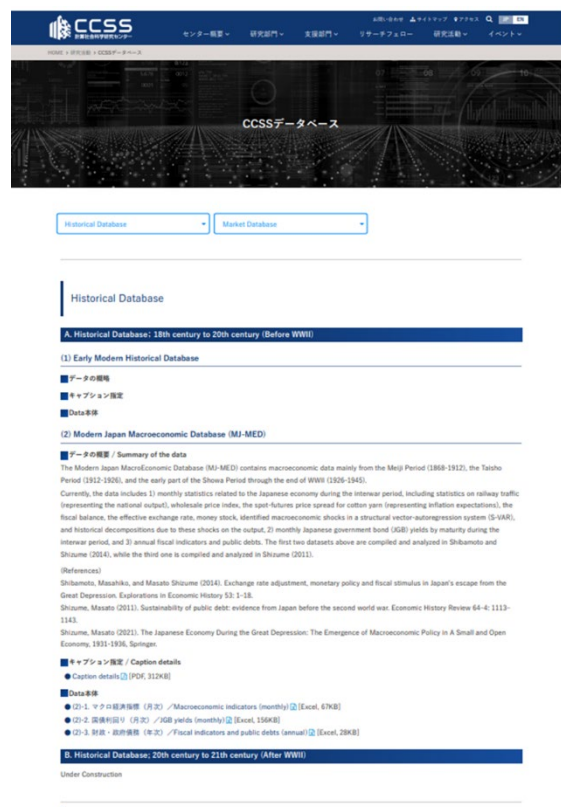 お問い合わせ サイトマップ アクセス JP EN
CCSS
計算社会科学研究センター
センター概要 研究部門 支援部門 リサーチフェロー 研究活動 イベント
HOME > 研究活動 > CCSSデータベース
07 08 09 10
CCSSデータベース
Historical Database Market Database
Historical Database
A. Historical Database; 18th century to 20th century (Before WWII)
(1) Early Modern Historical Database
データの概略
キャプション指定
Data本体
(2) Modern Japan Macroeconomic Database (MJ-MED)
データの概要 / Summary of the data
The Modern Japan MacroEconomic Database (MJ-MED) contains macroeconomic data mainly from the Meiji Period (1868-1912), the Taisho
Period (1912-1926), and the early part of the Showa Period through the end of WWII (1926-1945).
Currently, the data includes 1) monthly statistics related to the Japanese economy during the interwar period, including statistics on railway traffic
(representing the national output), wholesale price index, the spot-futures price spread for cotton yarn (representing inflation expectations), the
fiscal balance, the effective exchange rate, money stock, identified macroeconomic shocks in a structural vector-autoregression system (S-VAR),
and historical decompositions due to these shocks on the output, 2) monthly Japanese government bond (JGB) yields by maturity during the
interwar period, and 3) annual fiscal indicators and public debts. The first two datasets above are compiled and analyzed in Shibamoto and
Shizume (2014), while the third one is compiled and analyzed in Shizume (2011).
(References)
Shibamoto, Masahiko, and Masato Shizume (2014). Exchange rate adjustment, monetary policy and fiscal stimulus in Japan's escape from the
Great Depression. Explorations in Economic History 53: 1-18.
Shizume, Masato (2011). Sustainability of public debt: evidence from Japan before the second world war. Economic History Review 64-4: 1113-
1143.
Shizume, Masato (2021). The Japanese Economy During the Great Depression: The Emergence of Macroeconomic Policy in A Small and Open
Economy, 1931-1936, Springer.
キャプション指定 / Caption details
Caption details [PDF, 312KB]
Data本体
(2)-1. マクロ経済指標（月次）／Macroeconomic indicators (monthly) [Excel, 67KB]
(2)-2. 国債利回り（月次）／JGB yields (monthly) [Excel, 156KB]
(2)-3. 財政・政府債務（年次）／Fiscal indicators and public debts (annual) [Excel, 28KB]
B. Historical Database; 20th century to 21th century (After WWII)
Under Construction